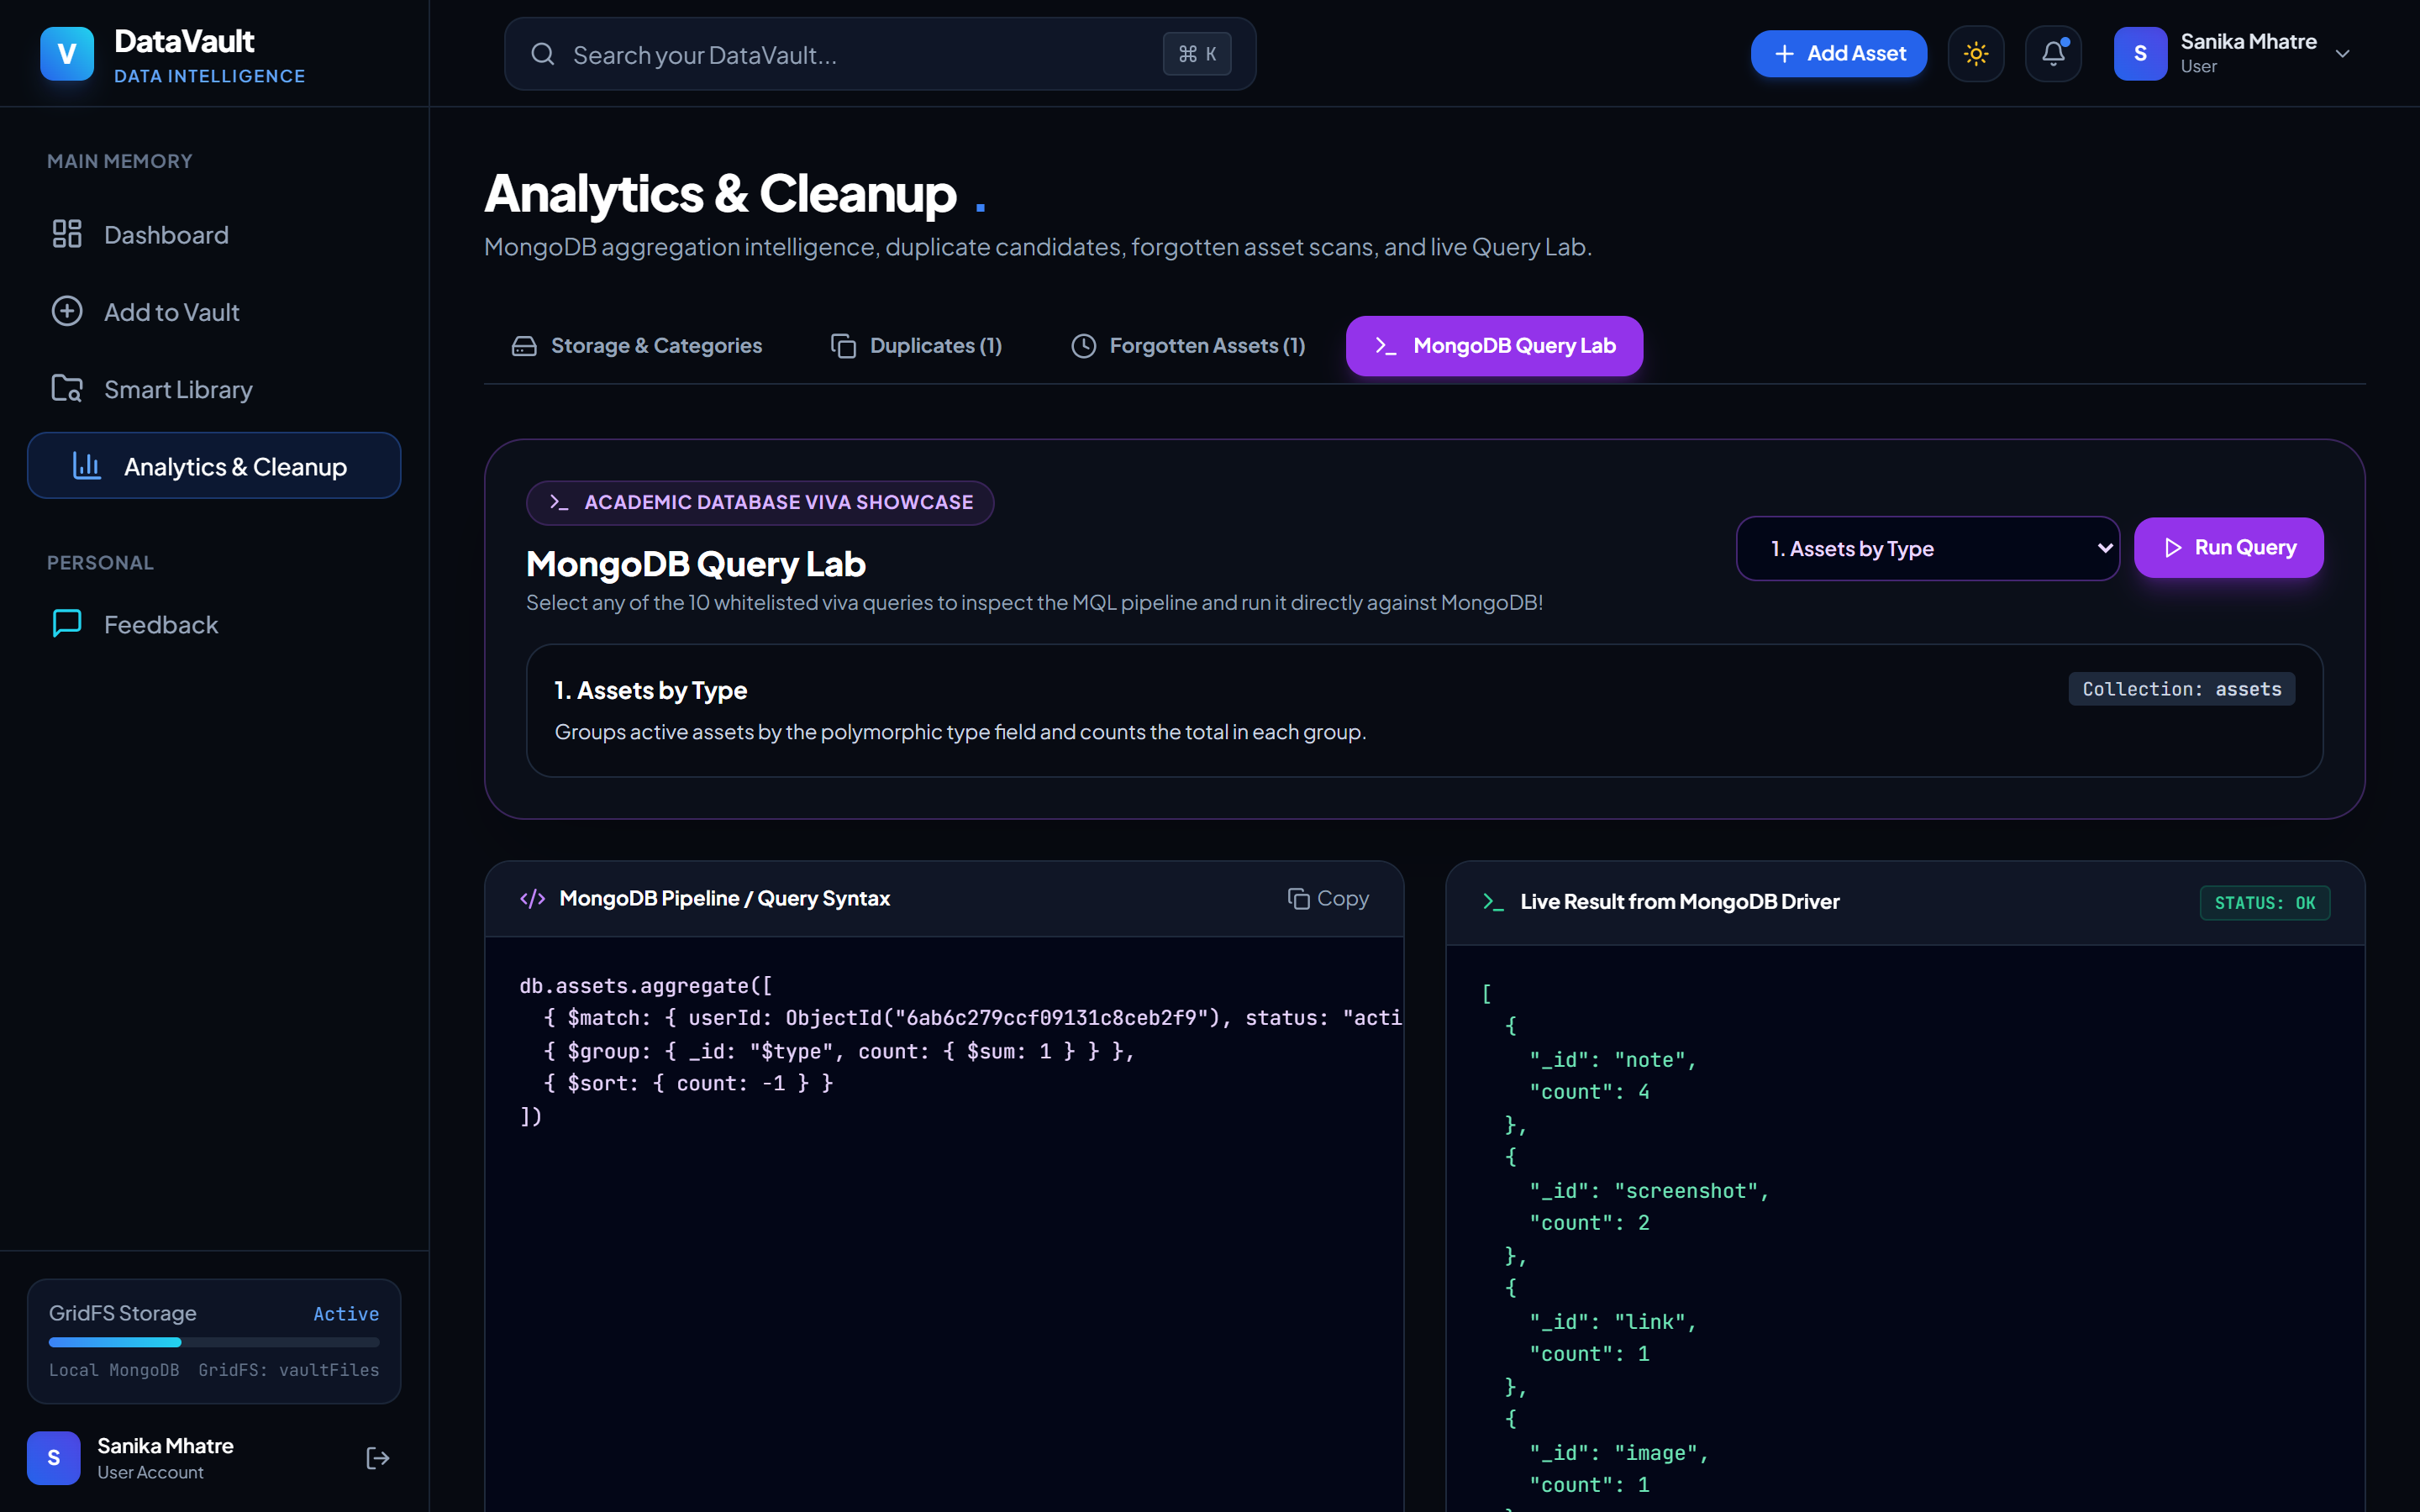 V
DataVault
DATA INTELLIGENCE
Search your DataVault...
⌘ K
Add Asset
S
Sanika Mhatre
User
MAIN MEMORY
Dashboard
Add to Vault
Smart Library
Analytics & Cleanup
PERSONAL
Feedback
GridFS Storage
Active
Local MongoDB
GridFS: vaultFiles
S
Sanika Mhatre
User Account
Analytics & Cleanup .
MongoDB aggregation intelligence, duplicate candidates, forgotten asset scans, and live Query Lab.
Storage & Categories
Duplicates (1)
Forgotten Assets (1)
MongoDB Query Lab
ACADEMIC DATABASE VIVA SHOWCASE
MongoDB Query Lab
Select any of the 10 whitelisted viva queries to inspect the MQL pipeline and run it directly against MongoDB!
1. Assets by Type
Run Query
1. Assets by Type
Collection: assets
Groups active assets by the polymorphic type field and counts the total in each group.
MongoDB Pipeline / Query Syntax
Copy
db.assets.aggregate([
{ $match: { userId: ObjectId("6ab6c279ccf09131c8ceb2f9"), status: "acti
{ $group: { _id: "$type", count: { $sum: 1 } } },
{ $sort: { count: -1 } }
])
Live Result from MongoDB Driver
STATUS: OK
[
{
"_id": "note",
"count": 4
},
{
"_id": "screenshot",
"count": 2
},
{
"_id": "link",
"count": 1
},
{
"_id": "image",
"count": 1